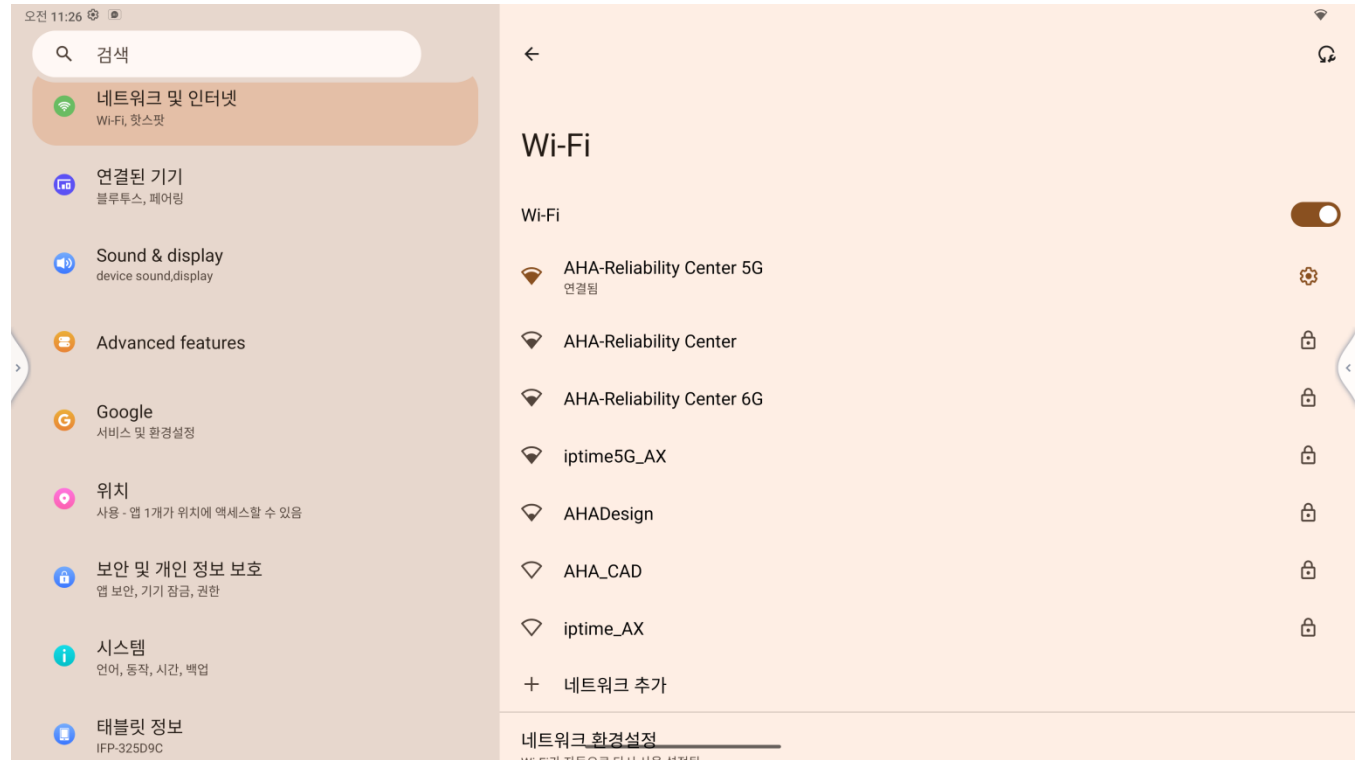 오전 11:26
검색
네트워크 및 인터넷
Wi-Fi, 핫스팟
연결된 기기
블루투스, 페어링
Sound & display
device sound,display
Advanced features
Google
서비스 및 환경설정
위치
사용 - 앱 1개가 위치에 액세스할 수 있음
보안 및 개인 정보 보호
앱 보안, 기기 잠금, 권한
시스템
언어, 동작, 시간, 백업
태블릿 정보
IFP-325D9C
Wi-Fi
Wi-Fi
AHA-Reliability Center 5G
연결됨
AHA-Reliability Center
AHA-Reliability Center 6G
iptime5G_AX
AHADesign
AHA_CAD
iptime_AX
네트워크 추가
네트워크 환경설정